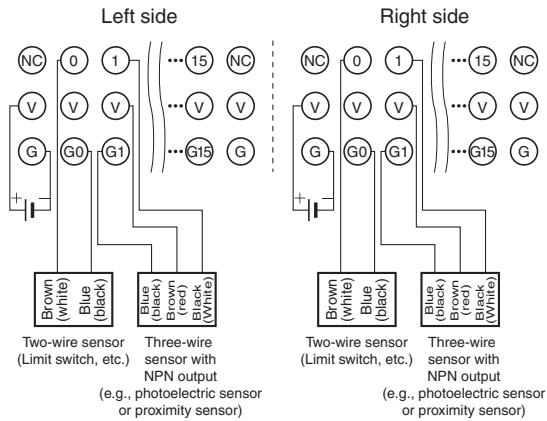 Left side Right side
NC 0 1 ••• 15 NC NC 0 1 ••• 15 NC
V V V ••• V V V V V ••• V V
G G0 G1 ••• G15 G G G0 G1 ••• G15 G
+ − + −
Brown (white) Blue (black) Blue (black) Brown (red) Black (White) Brown (white) Blue (black) Blue (black) Brown (red) Black (White)
Two-wire sensor Three-wire Two-wire sensor Three-wire
(Limit switch, etc.) sensor with (Limit switch, etc.) sensor with
NPN output NPN output
(e.g., photoelectric sensor (e.g., photoelectric sensor
or proximity sensor) or proximity sensor)